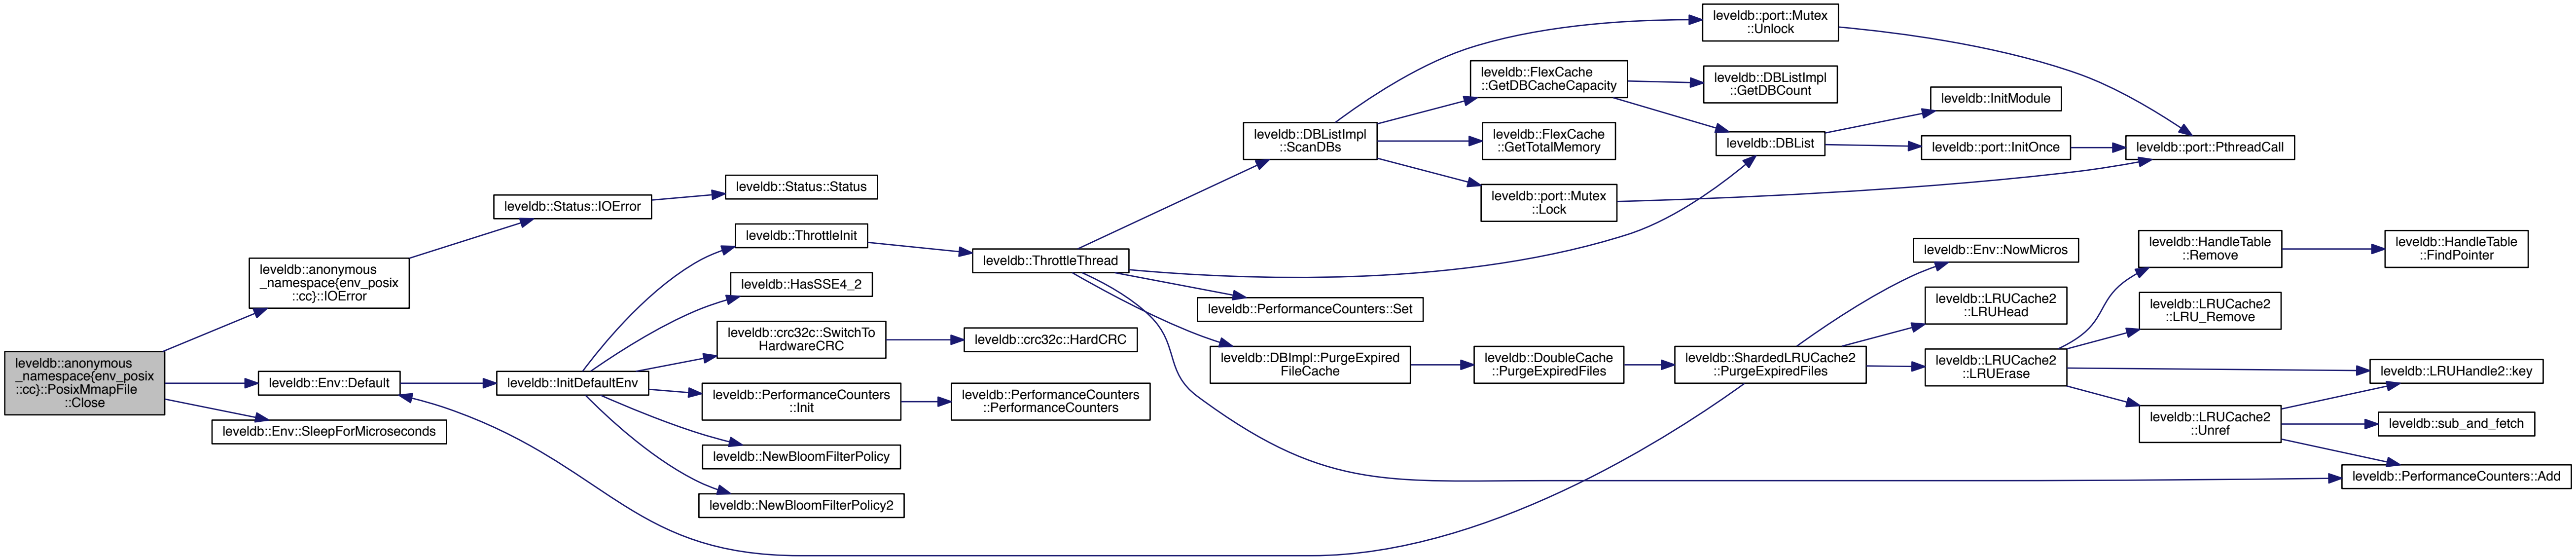 leveldb::anonymous
_namespace{env_posix
::cc}::PosixMmapFile
::Close
leveldb::anonymous
_namespace{env_posix
::cc}::IOError
leveldb::Env::Default
leveldb::Env::SleepForMicroseconds
leveldb::Status::IOError
leveldb::InitDefaultEnv
leveldb::Status::Status
leveldb::ThrottleInit
leveldb::HasSSE4_2
leveldb::crc32c::SwitchTo
HardwareCRC
leveldb::PerformanceCounters
::Init
leveldb::NewBloomFilterPolicy
leveldb::NewBloomFilterPolicy2
leveldb::ThrottleThread
leveldb::crc32c::HardCRC
leveldb::PerformanceCounters
::PerformanceCounters
leveldb::DBListImpl
::ScanDBs
leveldb::PerformanceCounters::Set
leveldb::DBImpl::PurgeExpired
FileCache
leveldb::FlexCache
::GetDBCacheCapacity
leveldb::FlexCache
::GetTotalMemory
leveldb::port::Mutex
::Lock
leveldb::DoubleCache
::PurgeExpiredFiles
leveldb::port::Mutex
::Unlock
leveldb::DBListImpl
::GetDBCount
leveldb::DBList
leveldb::ShardedLRUCache2
::PurgeExpiredFiles
leveldb::InitModule
leveldb::port::InitOnce
leveldb::Env::NowMicros
leveldb::LRUCache2
::LRUHead
leveldb::LRUCache2
::LRUErase
leveldb::port::PthreadCall
leveldb::HandleTable
::Remove
leveldb::LRUCache2
::LRU_Remove
leveldb::LRUCache2
::Unref
leveldb::HandleTable
::FindPointer
leveldb::LRUHandle2::key
leveldb::sub_and_fetch
leveldb::PerformanceCounters::Add